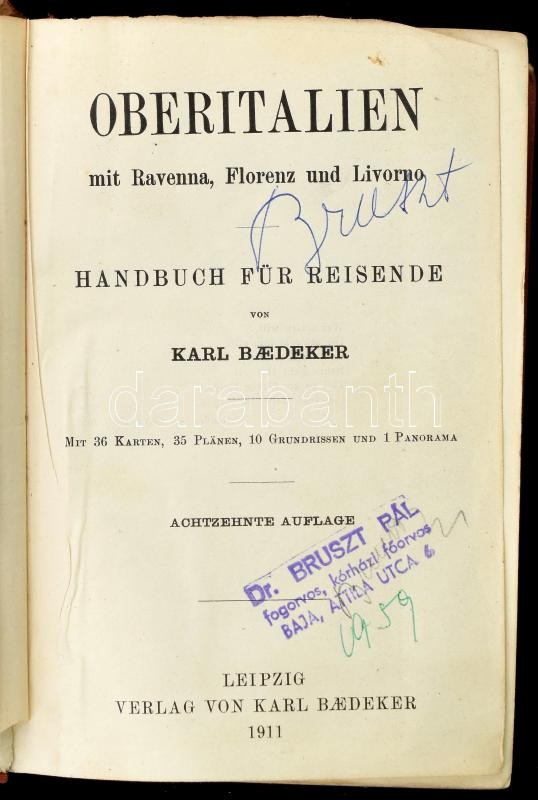 OBERITALIEN
mit Ravenna, Florenz und Livorno
Bruszt
HANDBUCH FÜR REISENDE
VON
KARL BÆDEKER
darabanth
MIT 36 KARTEN, 35 PLÄNEN, 10 GRUNDRISSEN UND 1 PANORAMA
ACHTZEHNTE AUFLAGE
Dr. BRUSZT PÁL
fogorvos, kórházi főorvos
BAJA, ATTILA UTCA 6
1959
LEIPZIG
VERLAG VON KARL BÆDEKER
1911